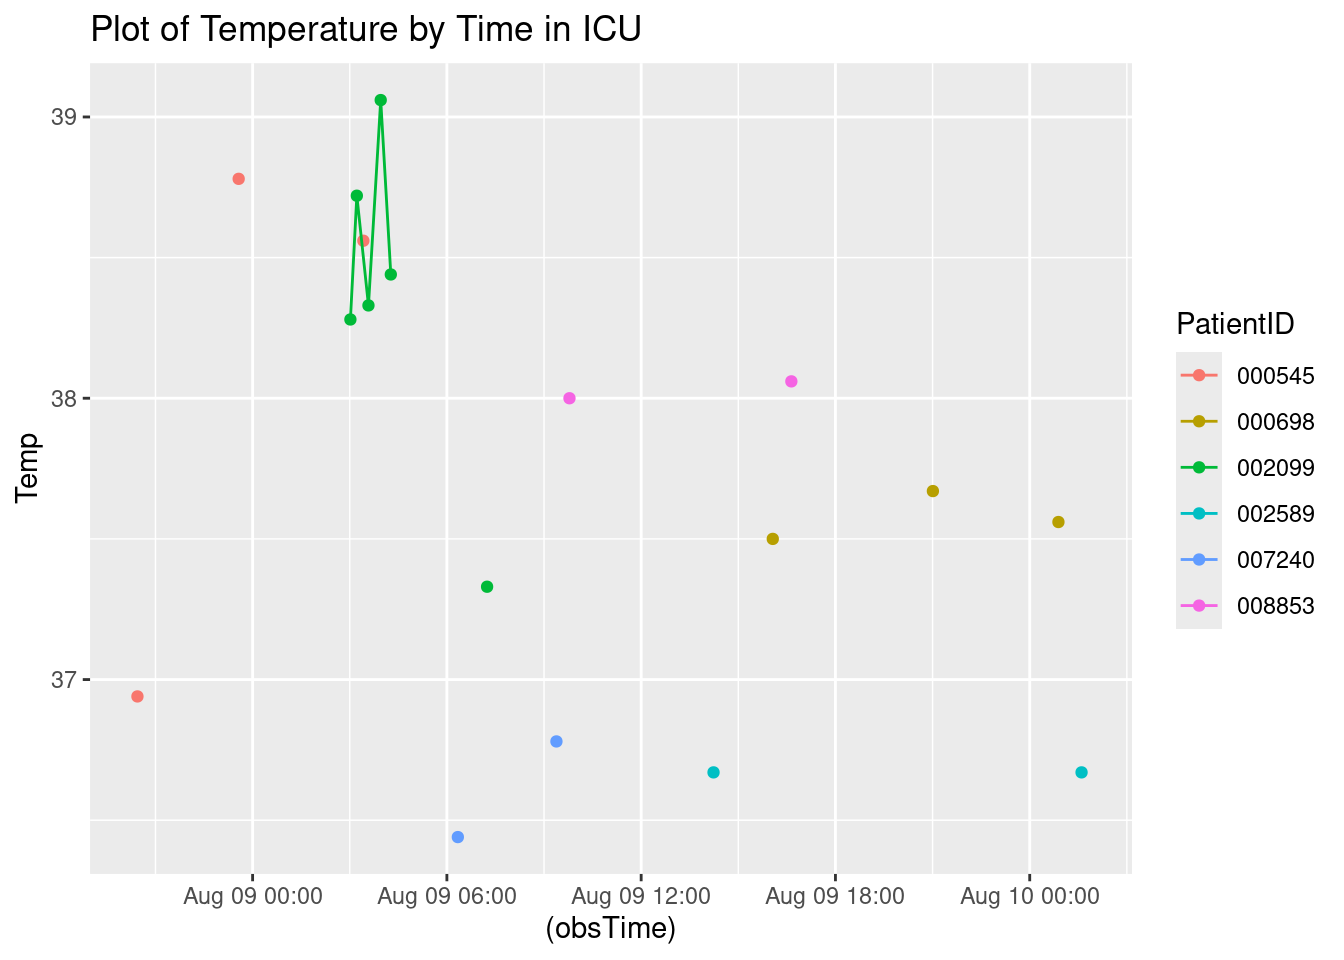 Plot of Temperature by Time in ICU
39
38
37
Temp
Aug 09 00:00
Aug 09 06:00
Aug 09 12:00
Aug 09 18:00
Aug 10 00:00
(obsTime)
PatientID
000545
000698
002099
002589
007240
008853